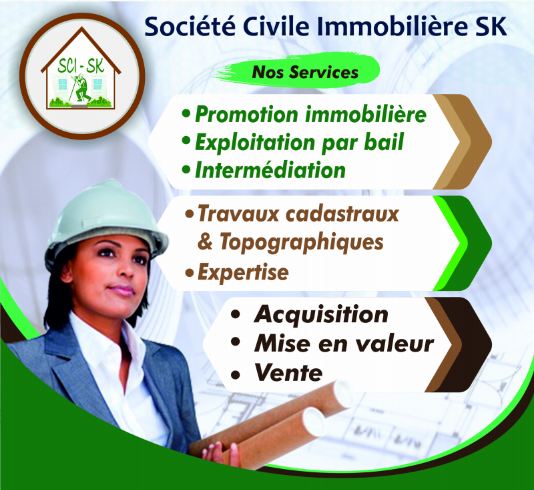 SCI - SK
Société Civile Immobilière SK
Nos Services
• Promotion immobilière
• Exploitation par bail
• Intermédiation
• Travaux cadastraux
& Topographiques
• Expertise
• Acquisition
• Mise en valeur
• Vente